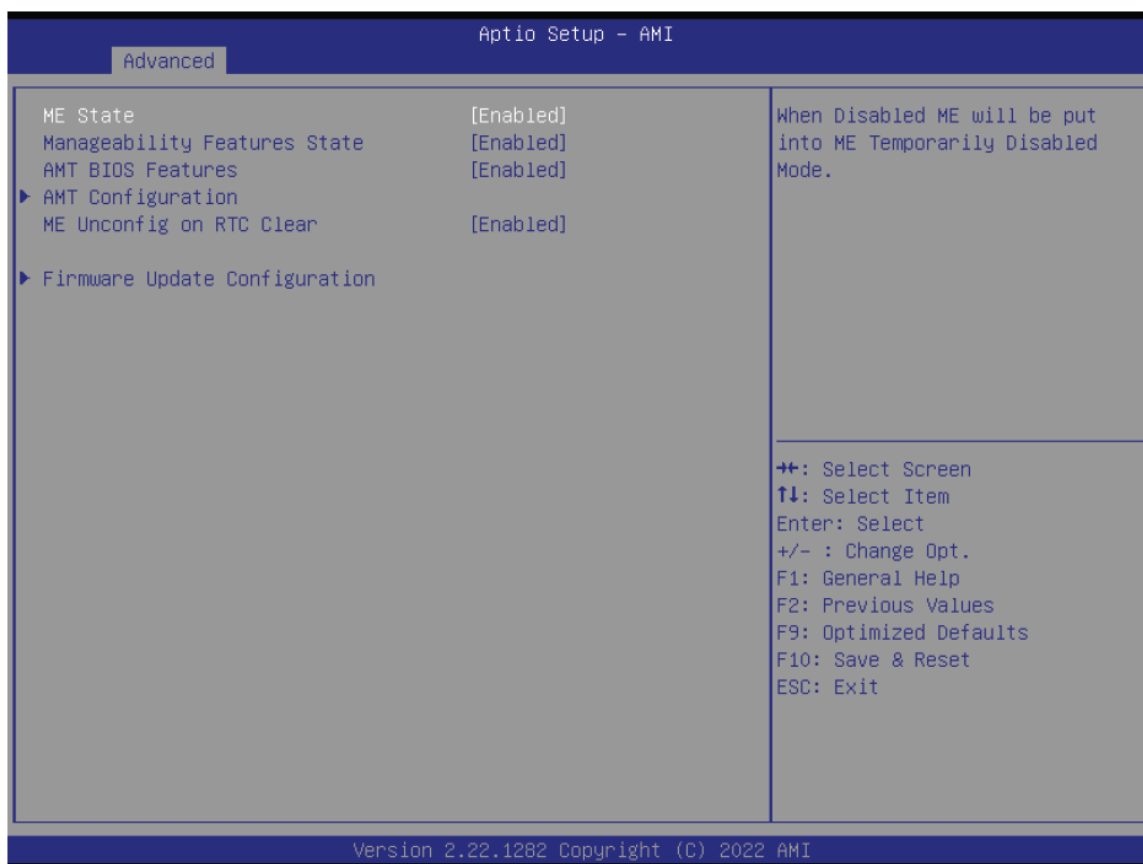 Aptio Setup – AMI
Advanced
ME State [Enabled]
Manageability Features State [Enabled]
AMT BIOS Features [Enabled]
AMT Configuration
ME Unconfig on RTC Clear [Enabled]
Firmware Update Configuration
When Disabled ME will be put
into ME Temporarily Disabled
Mode.
→←: Select Screen
↑↓: Select Item
Enter: Select
+/- : Change Opt.
F1: General Help
F2: Previous Values
F9: Optimized Defaults
F10: Save & Reset
ESC: Exit
Version 2.22.1282 Copyright (C) 2022 AMI